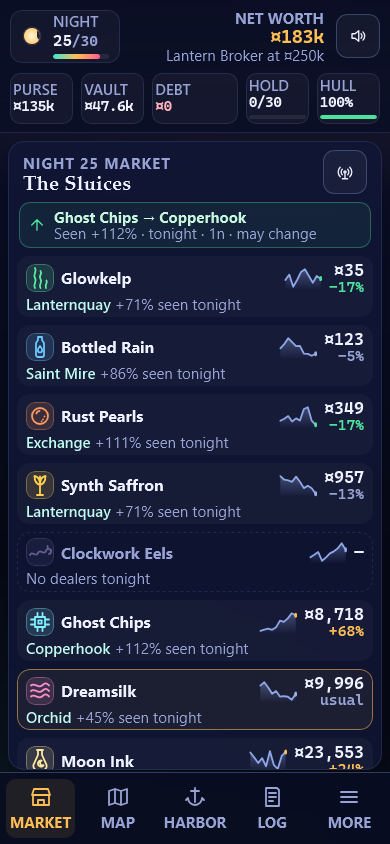 NIGHT
25/30
NET WORTH
¤183k
Lantern Broker at ¤250k
PURSE
¤135k
VAULT
¤47.6k
DEBT
¤0
HOLD
0/30
HULL
100%
NIGHT 25 MARKET
The Sluices
Ghost Chips → Copperhook
Seen +112% · tonight · 1n · may change
Glowkelp
¤35
−17%
Lanternquay +71% seen tonight
Bottled Rain
¤123
−5%
Saint Mire +86% seen tonight
Rust Pearls
¤349
−17%
Exchange +111% seen tonight
Synth Saffron
¤957
−13%
Lanternquay +71% seen tonight
Clockwork Eels
—
No dealers tonight
Ghost Chips
¤8,718
+68%
Copperhook +112% seen tonight
Dreamsilk
¤9,996
usual
Orchid +45% seen tonight
Moon Ink
¤23,553
+24%
MARKET
MAP
HARBOR
LOG
MORE